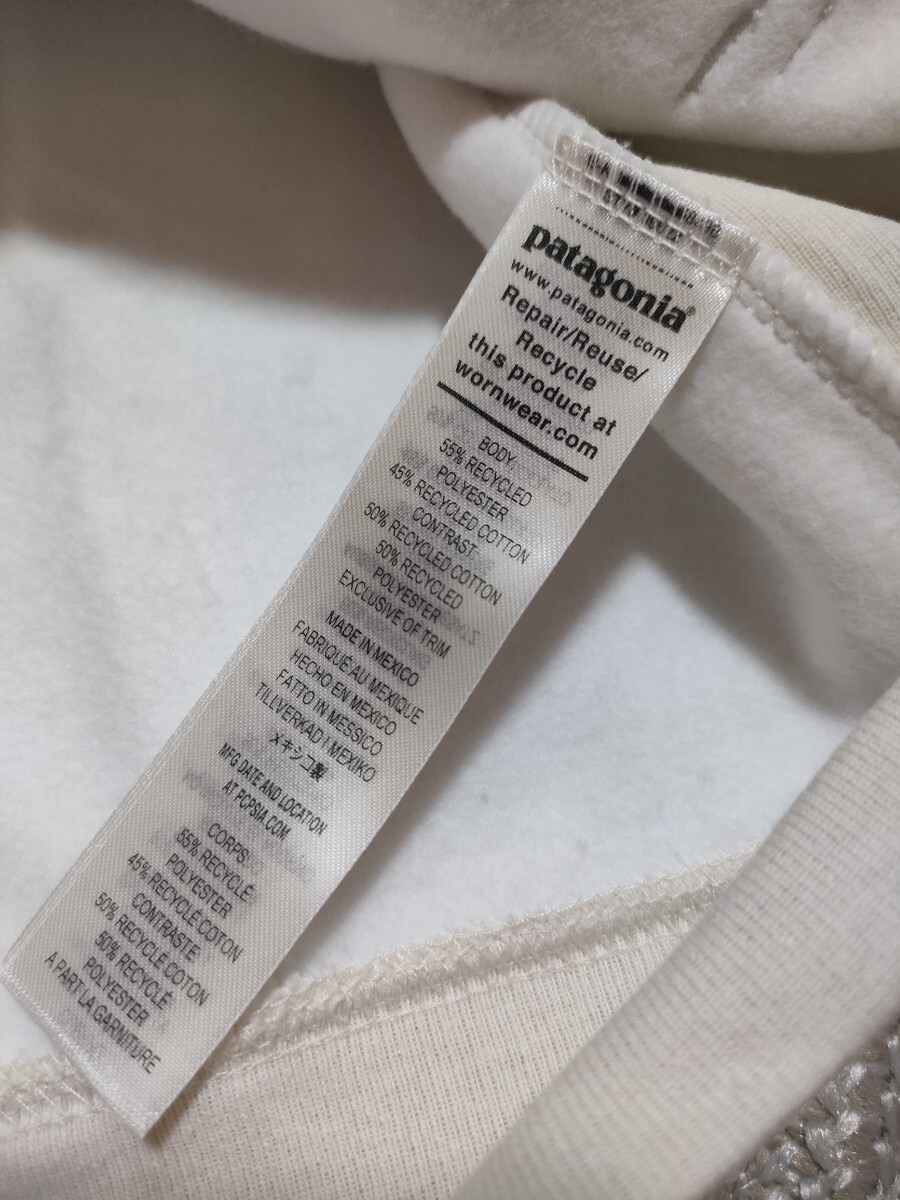 patagonia®
www.patagonia.com
Repair/Reuse/
Recycle
this product at
wornwear.com
BODY:
55% RECYCLED
POLYESTER
45% RECYCLED COTTON
CONTRAST:
50% RECYCLED COTTON
50% RECYCLED
POLYESTER
EXCLUSIVE OF TRIM
MADE IN MEXICO
FABRIQUÉ AU MEXIQUE
HECHO EN MEXICO
FATTO IN MESSICO
TILLVERKAD I MEXIKO
メキシコ製
MFG DATE AND LOCATION
AT PCPSIA.COM
CORPS:
55% RECYCLÉ:
POLYESTER
45% RECYCLE COTON
CONTRASTE:
50% RECYCLE COTON
50% RECYCLÉ:
POLYESTER
A PART LA GARNITURE